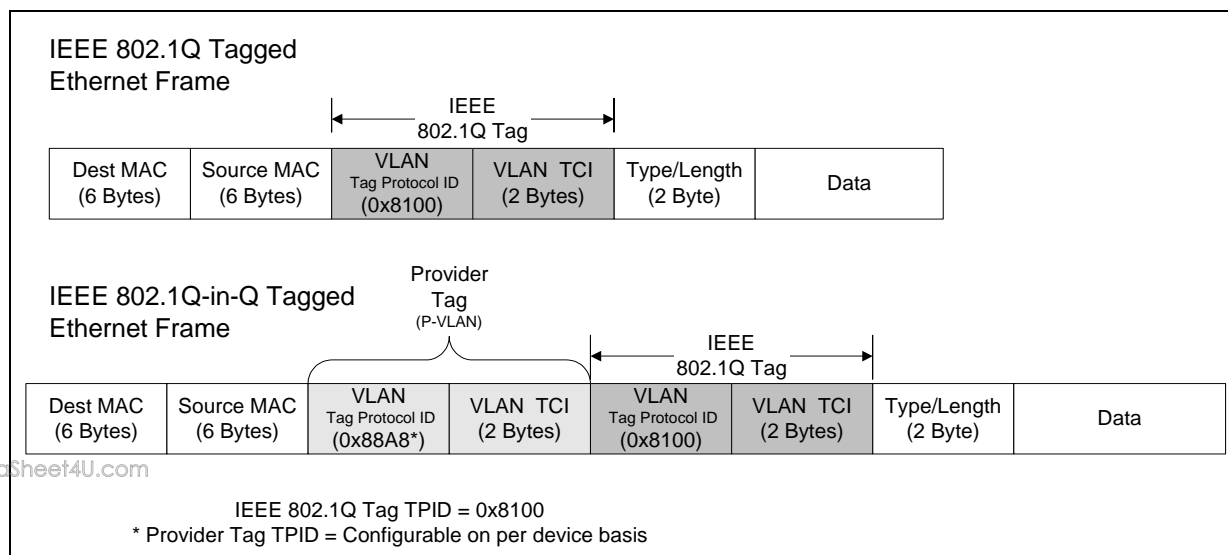 IEEE 802.1Q Tagged
Ethernet Frame
IEEE
802.1Q Tag
Dest MAC
(6 Bytes)
Source MAC
(6 Bytes)
VLAN
Tag Protocol ID
(0x8100)
VLAN TCI
(2 Bytes)
Type/Length
(2 Byte)
Data
IEEE 802.1Q-in-Q Tagged
Ethernet Frame
Provider
Tag
(P-VLAN)
IEEE
802.1Q Tag
Dest MAC
(6 Bytes)
Source MAC
(6 Bytes)
VLAN
Tag Protocol ID
(0x88A8*)
VLAN TCI
(2 Bytes)
VLAN
Tag Protocol ID
(0x8100)
VLAN TCI
(2 Bytes)
Type/Length
(2 Byte)
Data
aSheet4U.com
IEEE 802.1Q Tag TPID = 0x8100
* Provider Tag TPID = Configurable on per device basis